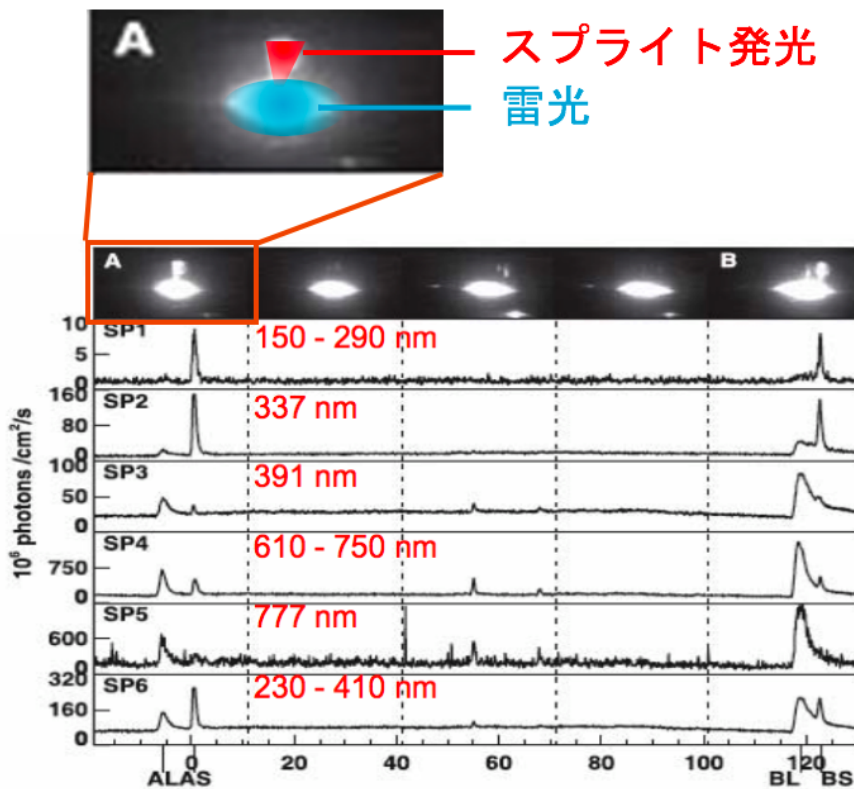 A
スプライト発光
雷光
A
B
10
5
0
SP1
150 - 290 nm
160
80
0
SP2
337 nm
100
50
0
SP3
391 nm
750
0
SP4
610 - 750 nm
600
0
SP5
777 nm
320
160
0
SP6
230 - 410 nm
10⁶ photons /cm²/s
0 20 40 60 80 100 120
AL AS BL BS